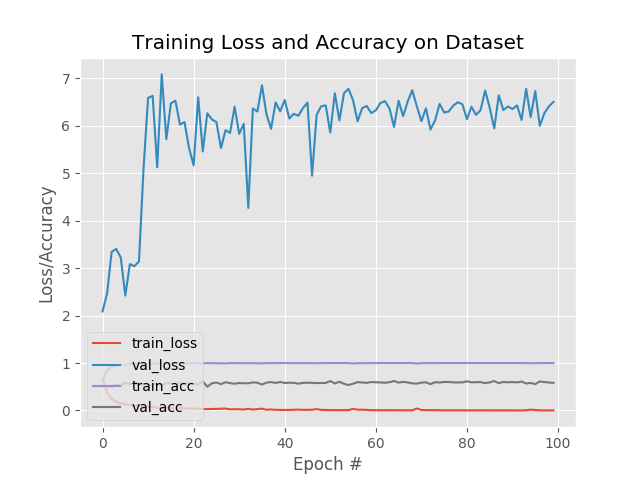 Training Loss and Accuracy on Dataset
Loss/Accuracy
7
6
5
4
3
2
1
0
train_loss
val_loss
train_acc
val_acc
0
20
40
60
80
100
Epoch #